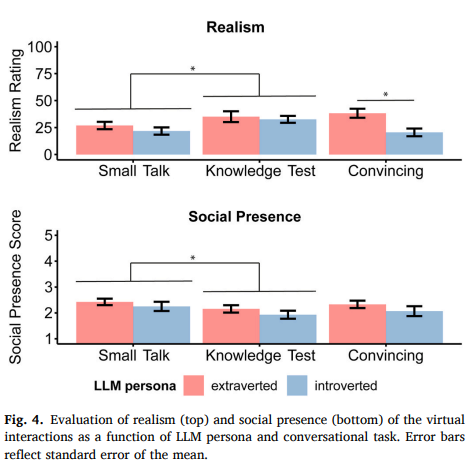 Realism
Realism Rating
100
75
50
25
0
*
*
Small Talk Knowledge Test Convincing
Social Presence
Social Presence Score
5
4
3
2
1
*
Small Talk Knowledge Test Convincing
LLM persona extraverted introverted
Fig. 4. Evaluation of realism (top) and social presence (bottom) of the virtual
interactions as a function of LLM persona and conversational task. Error bars
reflect standard error of the mean.